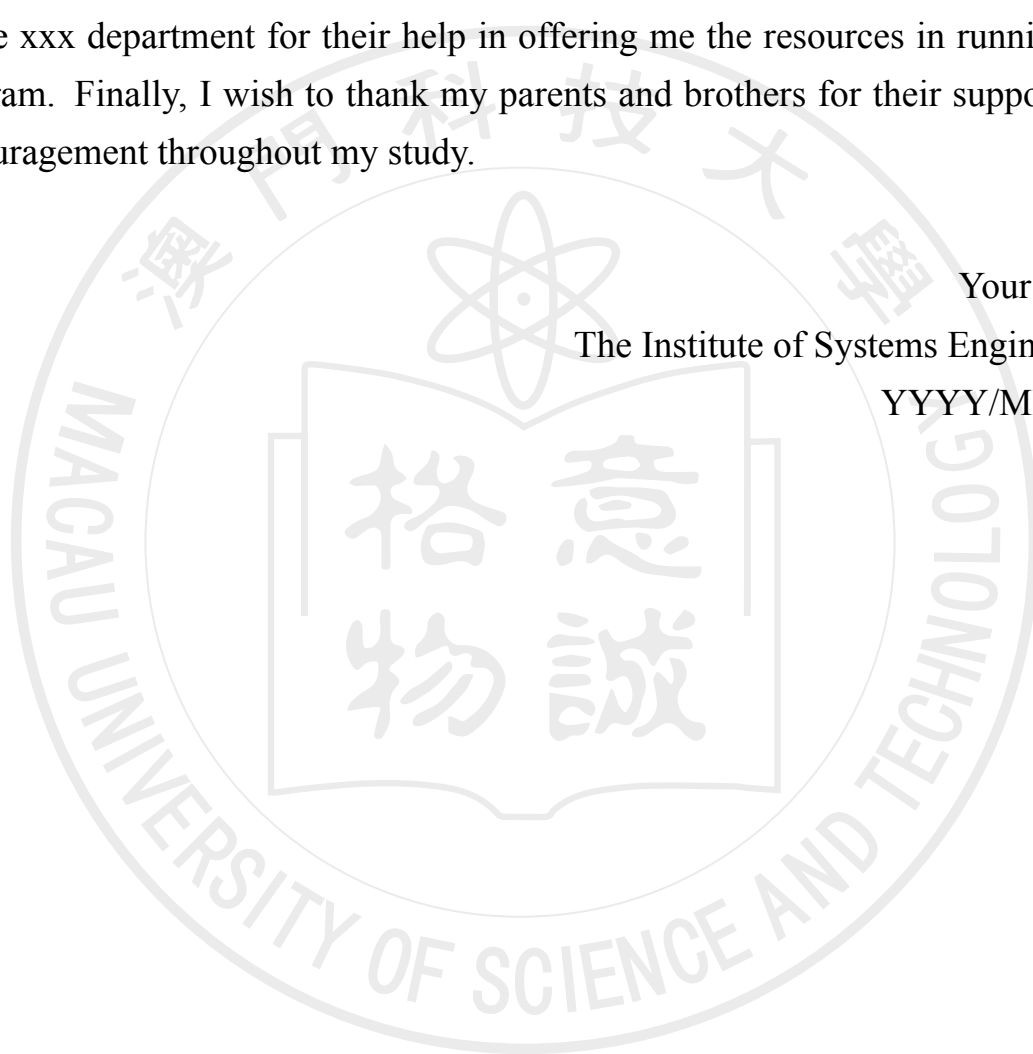 e xxx department for their help in offering me the resources in runni
ram. Finally, I wish to thank my parents and brothers for their suppo
uragement throughout my study.
澳門科技大學
Your
The Institute of Systems Engin
YYYY/M
MACAU UNIVERSITY OF SCIENCE AND TECHNOLOGY
意誠
格物